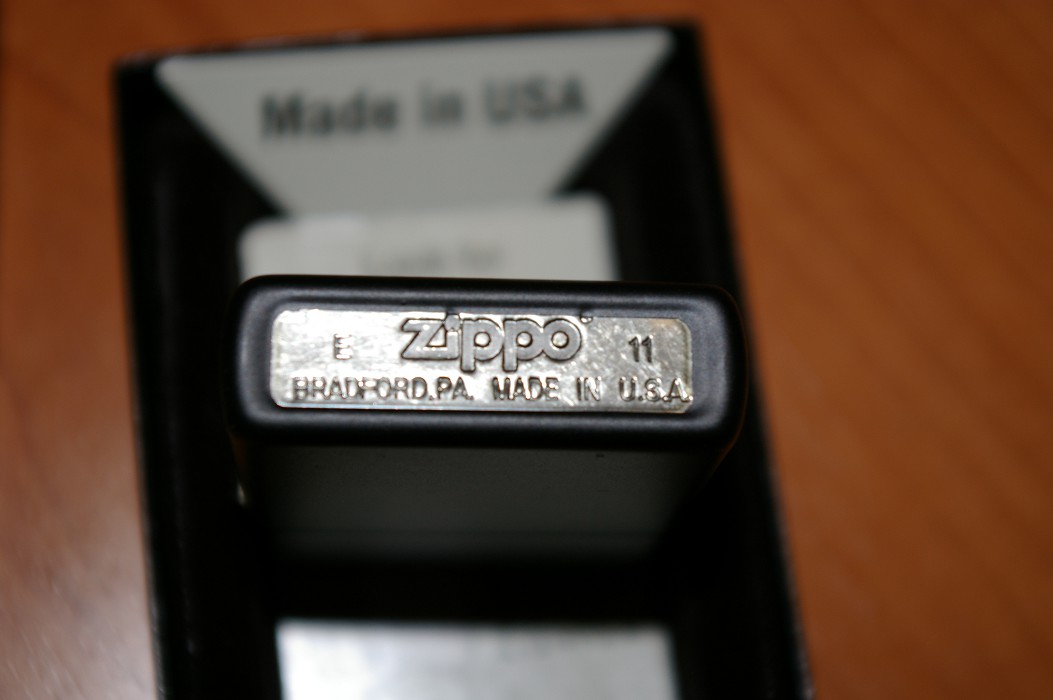 Made in USA
E zippo 11
BRADFORD.PA. MADE IN U.S.A.